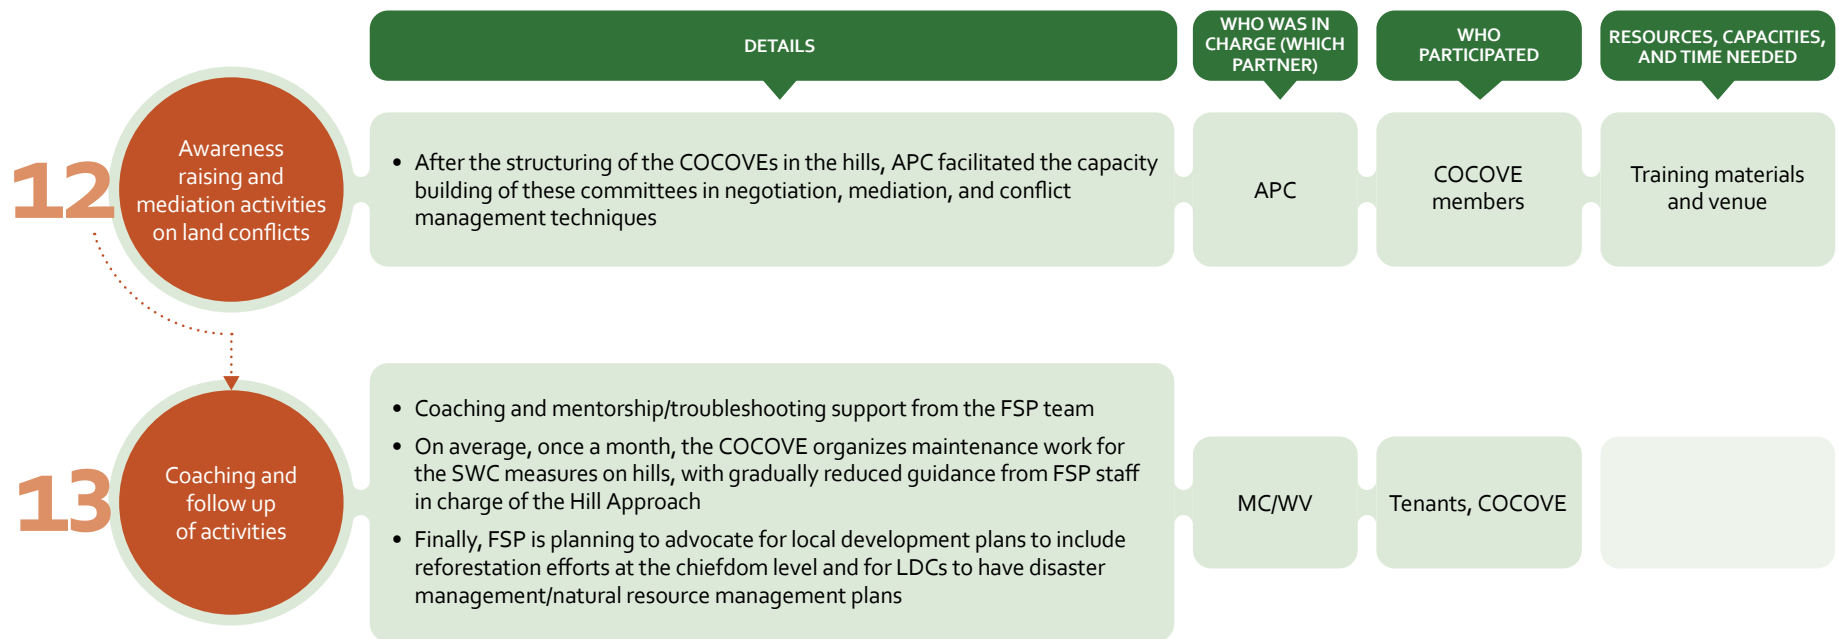 DETAILS
WHO WAS IN
CHARGE (WHICH
PARTNER)
WHO
PARTICIPATED
RESOURCES, CAPACITIES,
AND TIME NEEDED
12
Awareness
raising and
mediation activities
on land conflicts
• After the structuring of the COCOVEs in the hills, APC facilitated the capacity
building of these committees in negotiation, mediation, and conflict
management techniques
APC
COCOVE
members
Training materials
and venue
13
Coaching and
follow up
of activities
• Coaching and mentorship/troubleshooting support from the FSP team
• On average, once a month, the COCOVE organizes maintenance work for
the SWC measures on hills, with gradually reduced guidance from FSP staff
in charge of the Hill Approach
• Finally, FSP is planning to advocate for local development plans to include
reforestation efforts at the chiefdom level and for LDCs to have disaster
management/natural resource management plans
MC/WV
Tenants, COCOVE